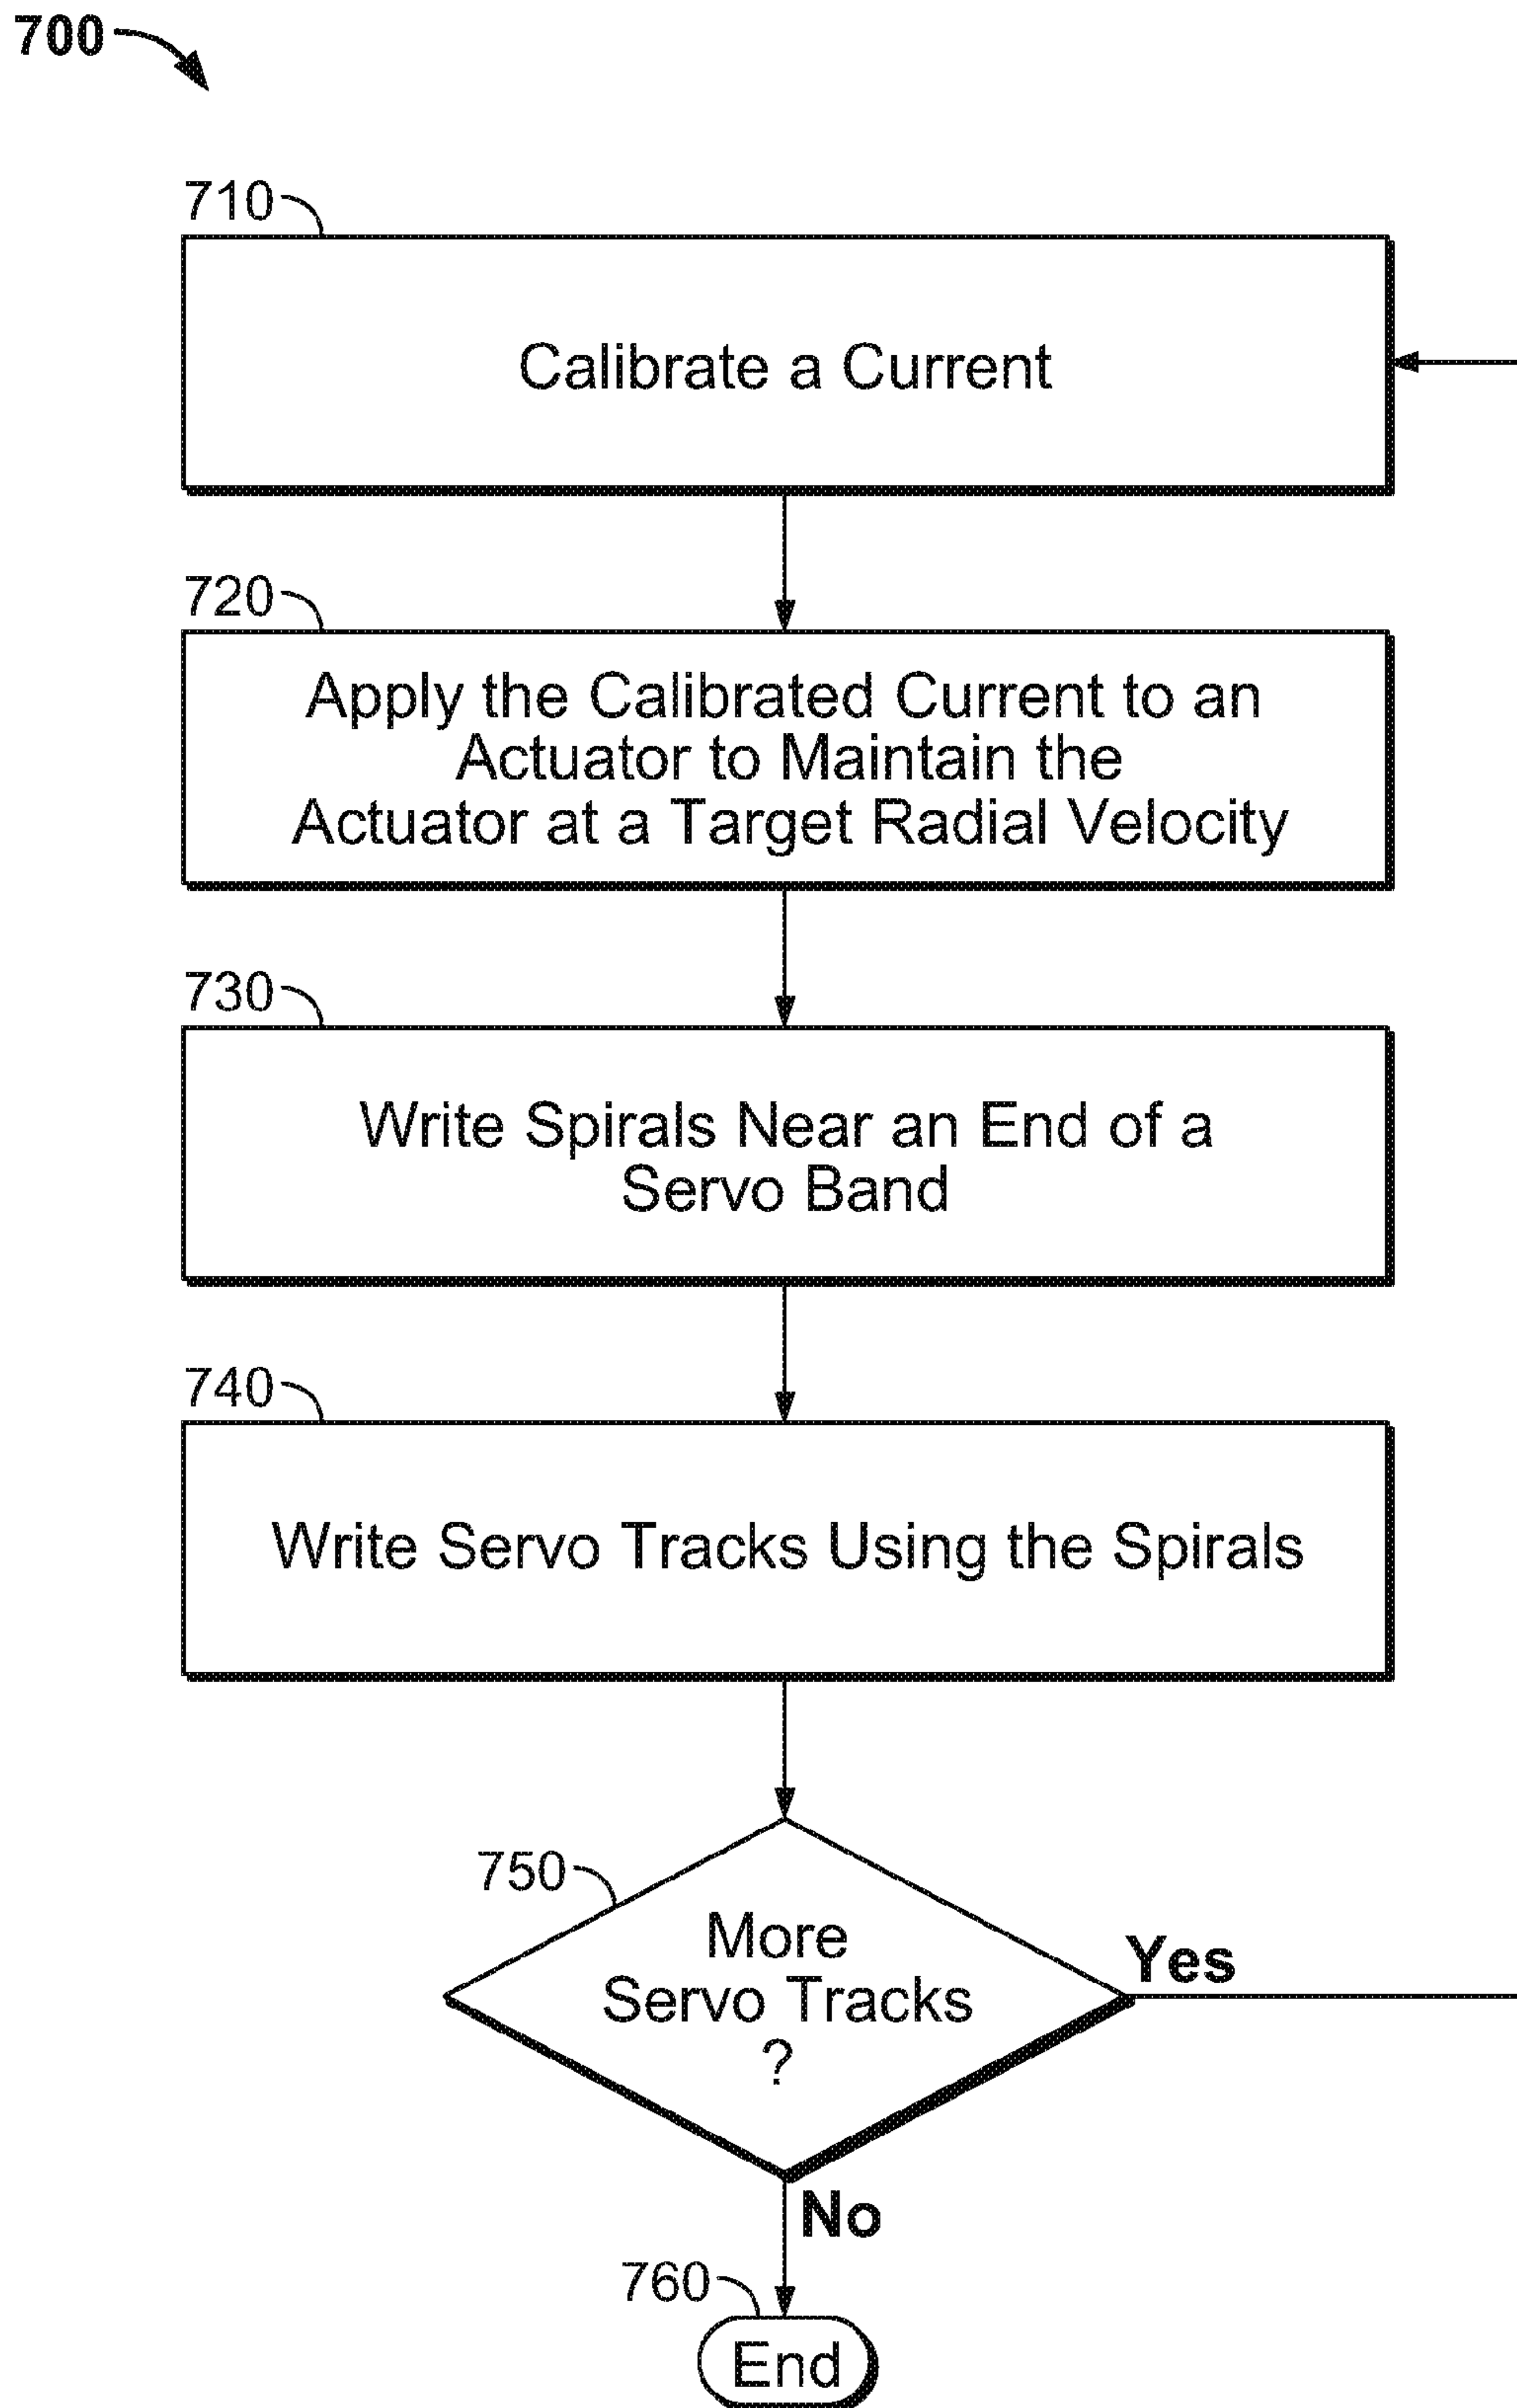 700
710
Calibrate a Current
720
Apply the Calibrated Current to an
Actuator to Maintain the
Actuator at a Target Radial Velocity
730
Write Spirals Near an End of a
Servo Band
740
Write Servo Tracks Using the Spirals
750
More
Servo Tracks
?
Yes
No
760
End